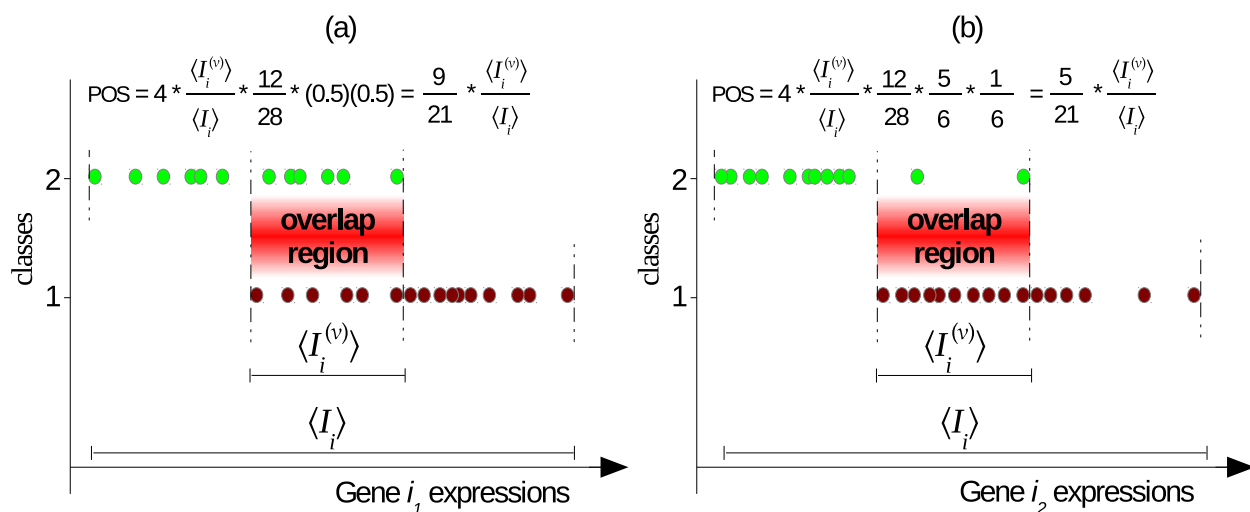 (a)
POS = 4 * ⟨I_i^(v)⟩/⟨I_i⟩ * 12/28 * (0.5)(0.5) = 9/21 * ⟨I_i^(v)⟩/⟨I_i⟩
2
overlap
region
classes
1
⟨I_i^(v)⟩
⟨I_i⟩
Gene i_1 expressions
(b)
POS = 4 * ⟨I_i^(v)⟩/⟨I_i⟩ * 12/28 * 5/6 * 1/6 = 5/21 * ⟨I_i^(v)⟩/⟨I_i⟩
2
overlap
region
classes
1
⟨I_i^(v)⟩
⟨I_i⟩
Gene i_2 expressions